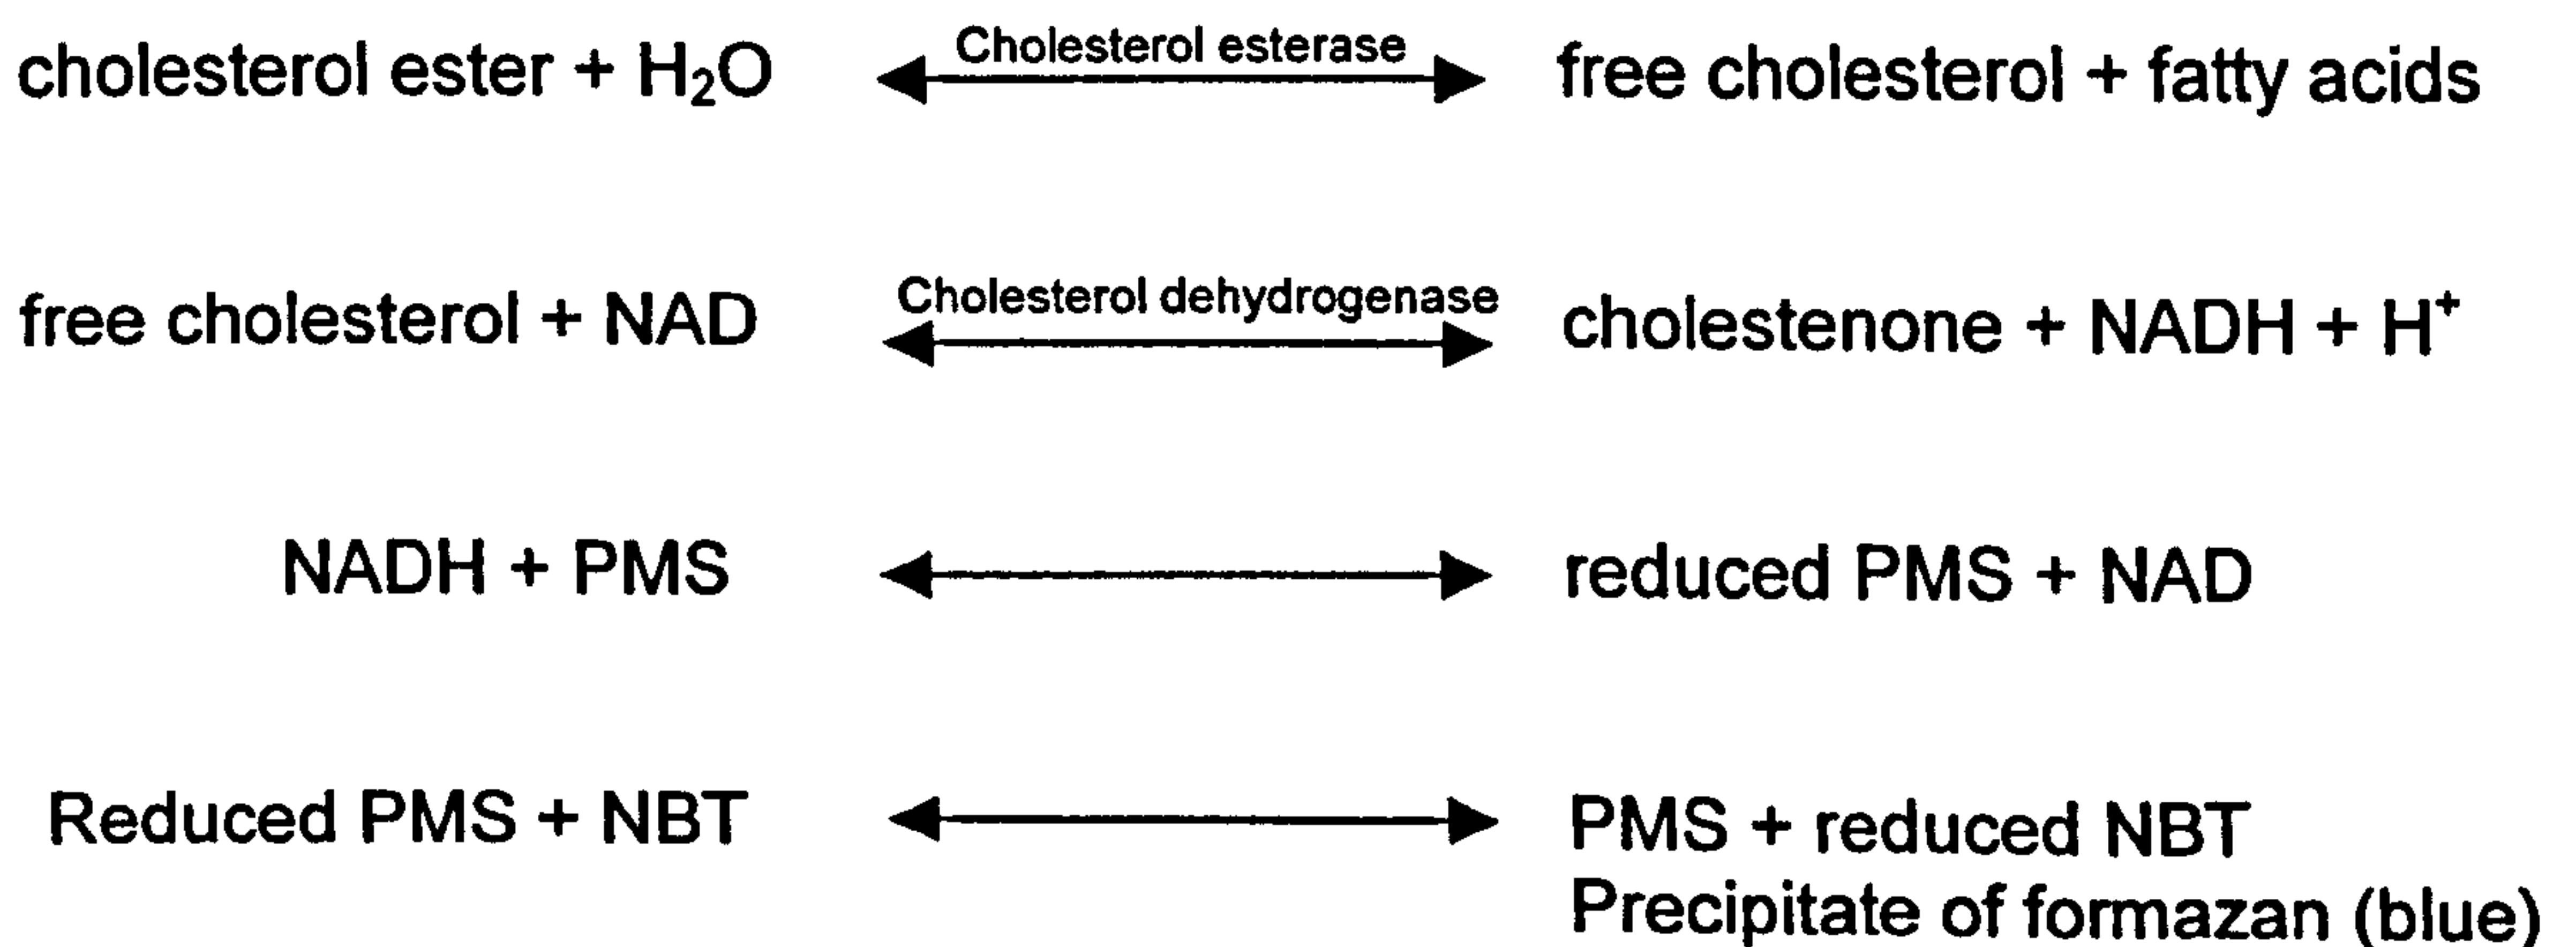 Cholesterol esterase
cholesterol ester + H₂O free cholesterol + fatty acids
Cholesterol dehydrogenase
free cholesterol + NAD cholestenone + NADH + H⁺
NADH + PMS reduced PMS + NAD
Reduced PMS + NBT PMS + reduced NBT
Precipitate of formazan (blue)